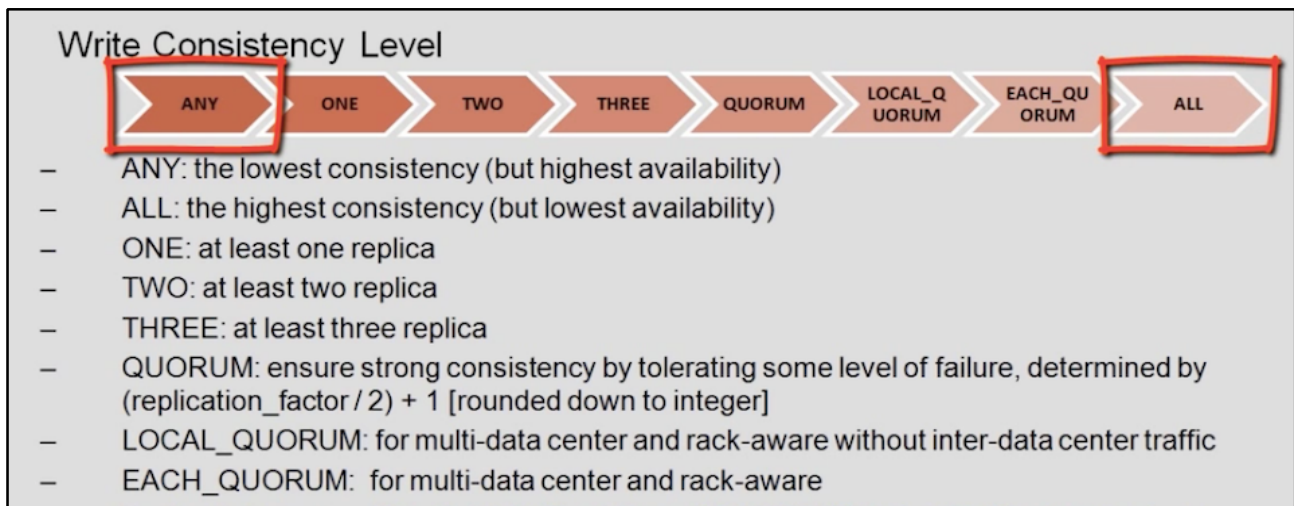 Write Consistency Level
ANY
ONE
TWO
THREE
QUORUM
LOCAL_Q
UORUM
EACH_QU
ORUM
ALL
– ANY: the lowest consistency (but highest availability)
– ALL: the highest consistency (but lowest availability)
– ONE: at least one replica
– TWO: at least two replica
– THREE: at least three replica
– QUORUM: ensure strong consistency by tolerating some level of failure, determined by
(replication_factor / 2) + 1 [rounded down to integer]
– LOCAL_QUORUM: for multi-data center and rack-aware without inter-data center traffic
– EACH_QUORUM: for multi-data center and rack-aware